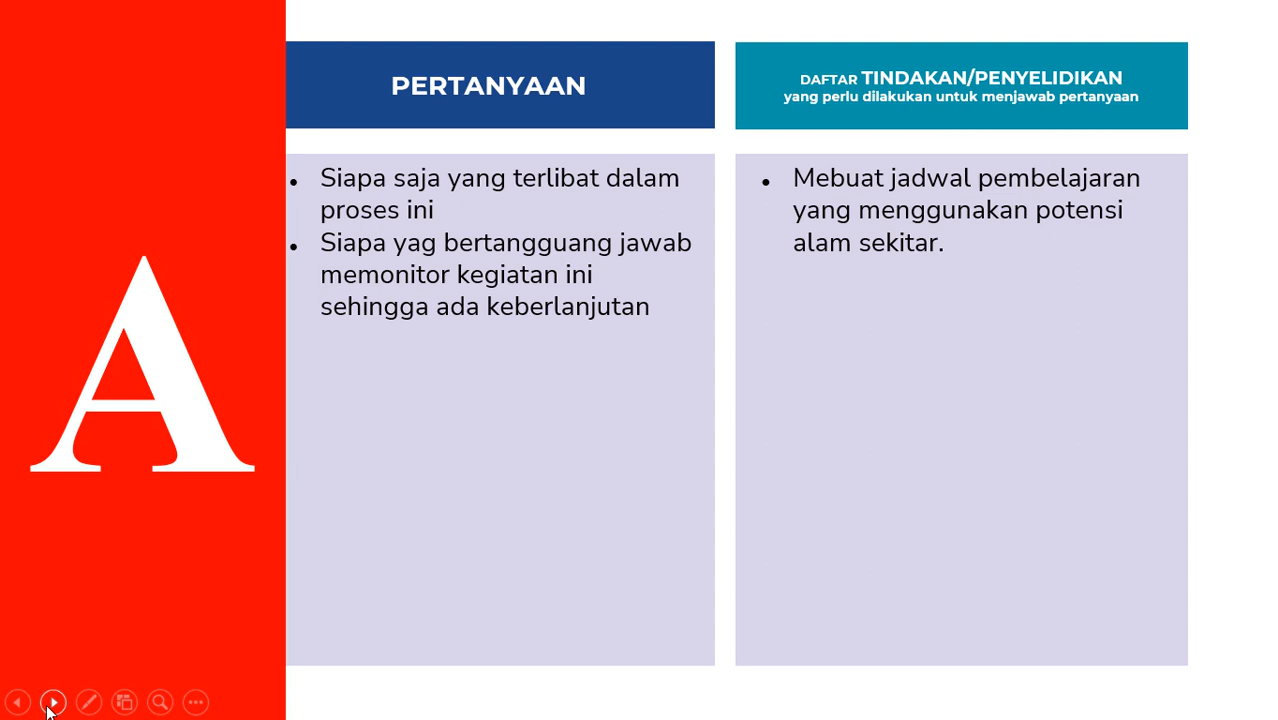 A
PERTANYAAN
Siapa saja yang terlibat dalam
proses ini
Siapa yag bertangguang jawab
memonitor kegiatan ini
sehingga ada keberlanjutan
DAFTAR TINDAKAN/PENYELIDIKAN
yang perlu dilakukan untuk menjawab pertanyaan
Mebuat jadwal pembelajaran
yang menggunakan potensi
alam sekitar.